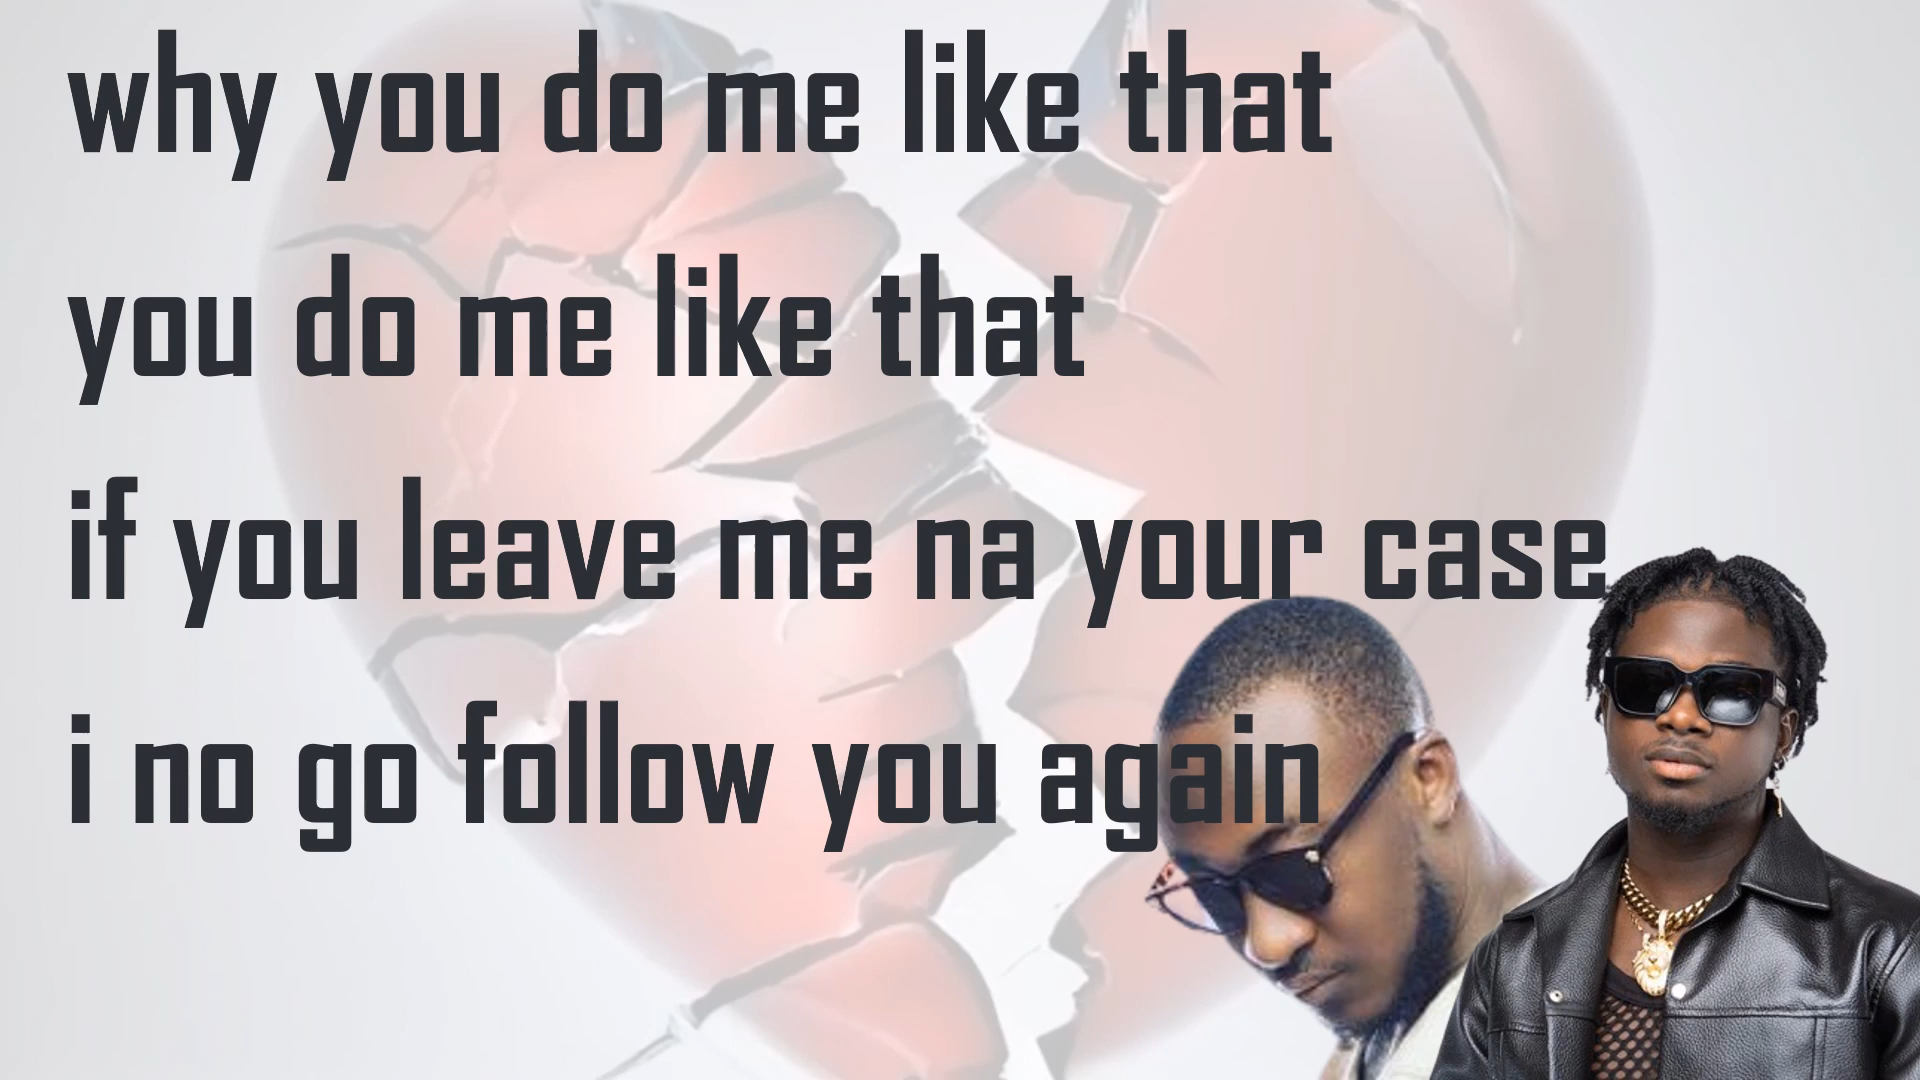 why you do me like that
you do me like that
if you leave me na your case
i no go follow you again